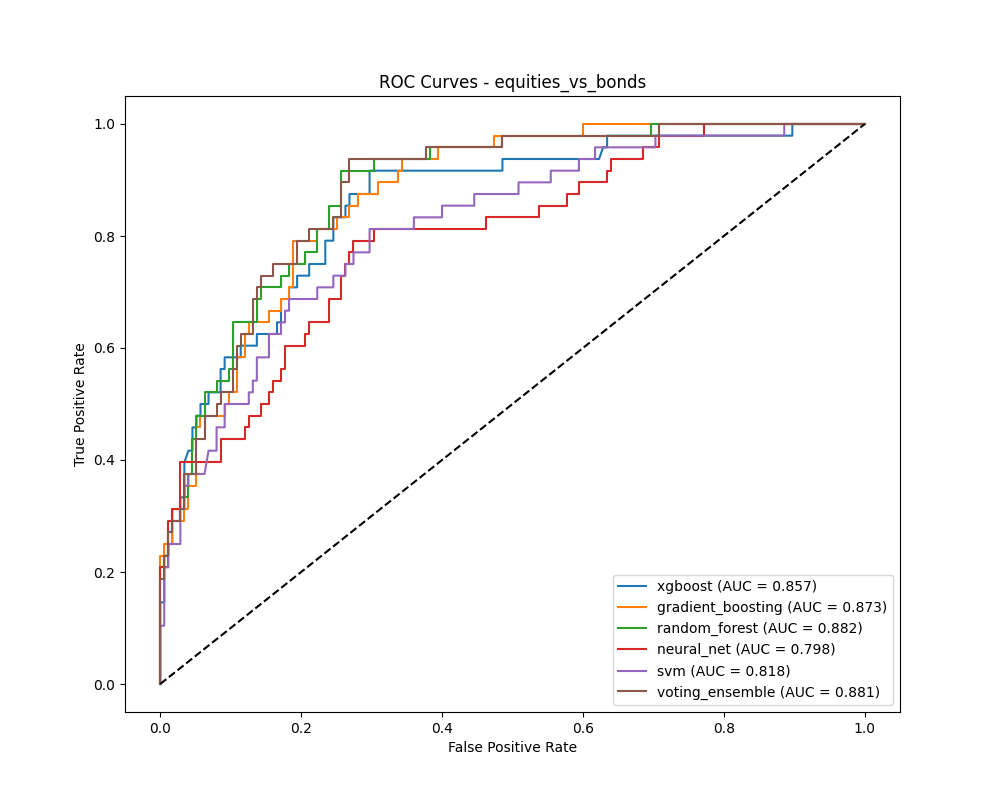 ROC Curves - equities_vs_bonds
True Positive Rate
1.0
0.8
0.6
0.4
0.2
0.0
0.0 0.2 0.4 0.6 0.8 1.0
False Positive Rate
xgboost (AUC = 0.857)
gradient_boosting (AUC = 0.873)
random_forest (AUC = 0.882)
neural_net (AUC = 0.798)
svm (AUC = 0.818)
voting_ensemble (AUC = 0.881)